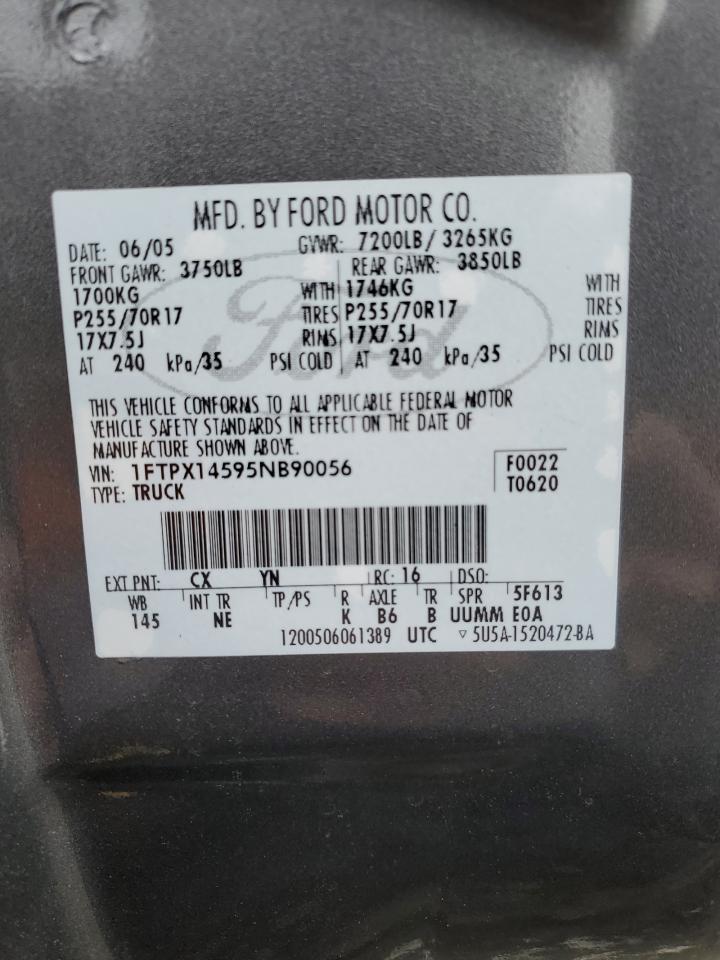 MFD. BY FORD MOTOR CO.
DATE: 06/05 GVWR: 7200LB / 3265KG
FRONT GAWR: 3750LB REAR GAWR: 3850LB
1700KG WITH 1746KG WITH
P255/70R17 TIRES P255/70R17 TIRES
17X7.5J RIMS 17X7.5J RIMS
AT 240 kPa/35 PSI COLD AT 240 kPa/35 PSI COLD
Ford
THIS VEHICLE CONFORMS TO ALL APPLICABLE FEDERAL MOTOR
VEHICLE SAFETY STANDARDS IN EFFECT ON THE DATE OF
MANUFACTURE SHOWN ABOVE.
VIN: 1FTPX14595NB90056 F0022
TYPE: TRUCK T0620
EXT PNT: CX YN RC: 16 DSO:
WB INT TR TP/PS R AXLE TR SPR 5F613
145 NE K B6 B UUMM E0A
1200506061389 UTC ▽ 5U5A-1520472-BA